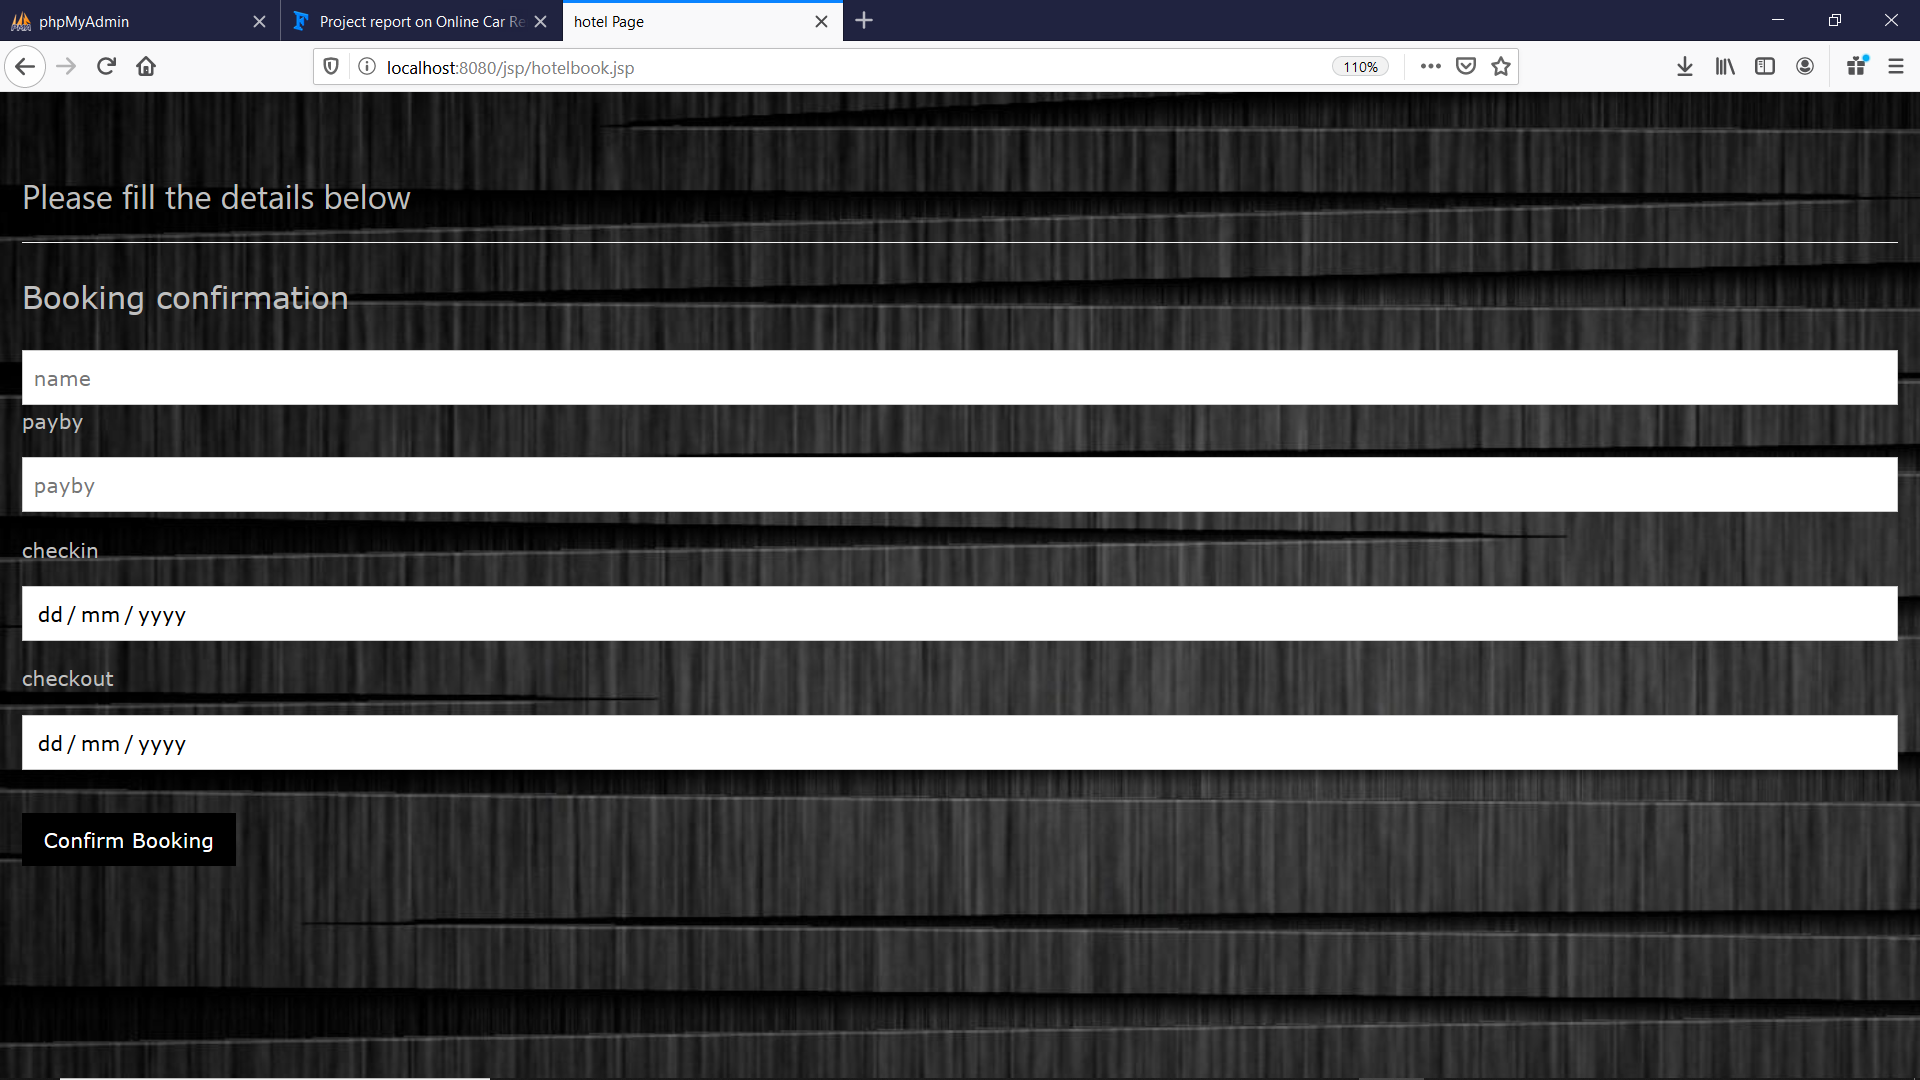 phpMyAdmin
Project report on Online Car Re
hotel Page
localhost:8080/jsp/hotelbook.jsp
110%
Please fill the details below
Booking confirmation
name
payby
payby
checkin
dd / mm / yyyy
checkout
dd / mm / yyyy
Confirm Booking